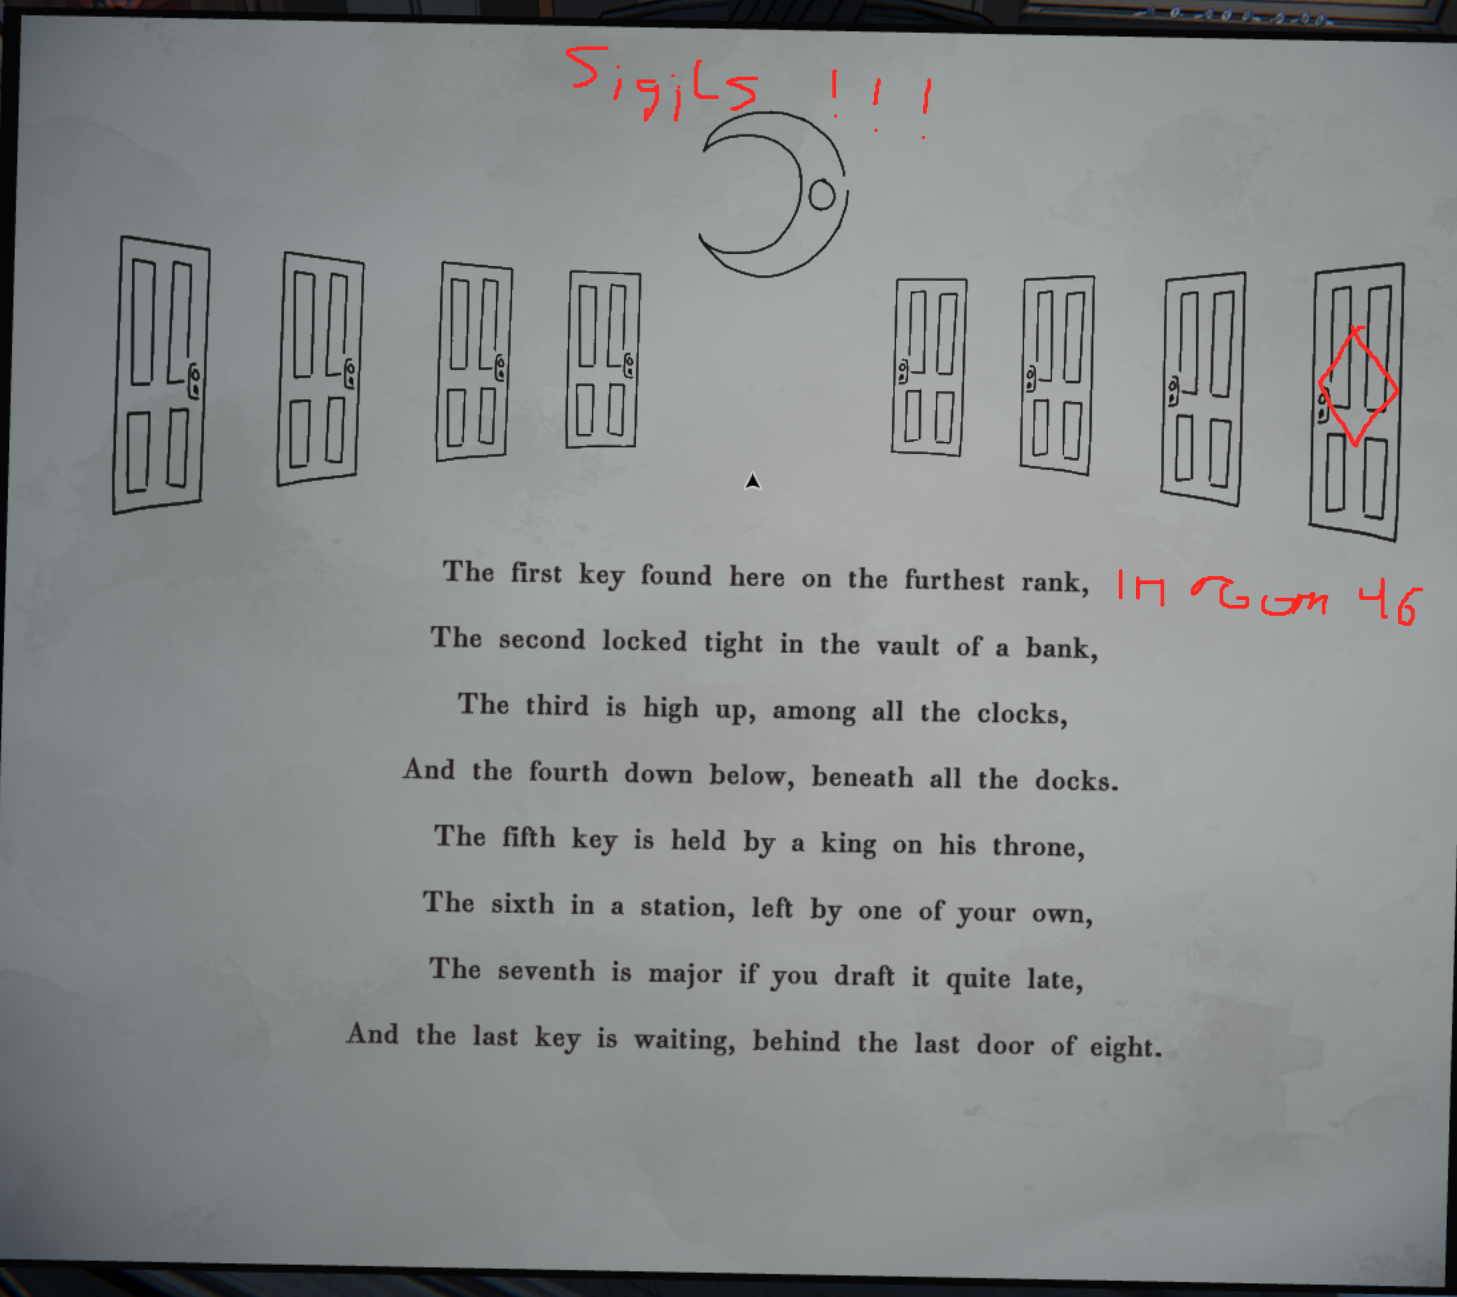 SigiLs !!!
The first key found here on the furthest rank, In room 46
The second locked tight in the vault of a bank,
The third is high up, among all the clocks,
And the fourth down below, beneath all the docks.
The fifth key is held by a king on his throne,
The sixth in a station, left by one of your own,
The seventh is major if you draft it quite late,
And the last key is waiting, behind the last door of eight.